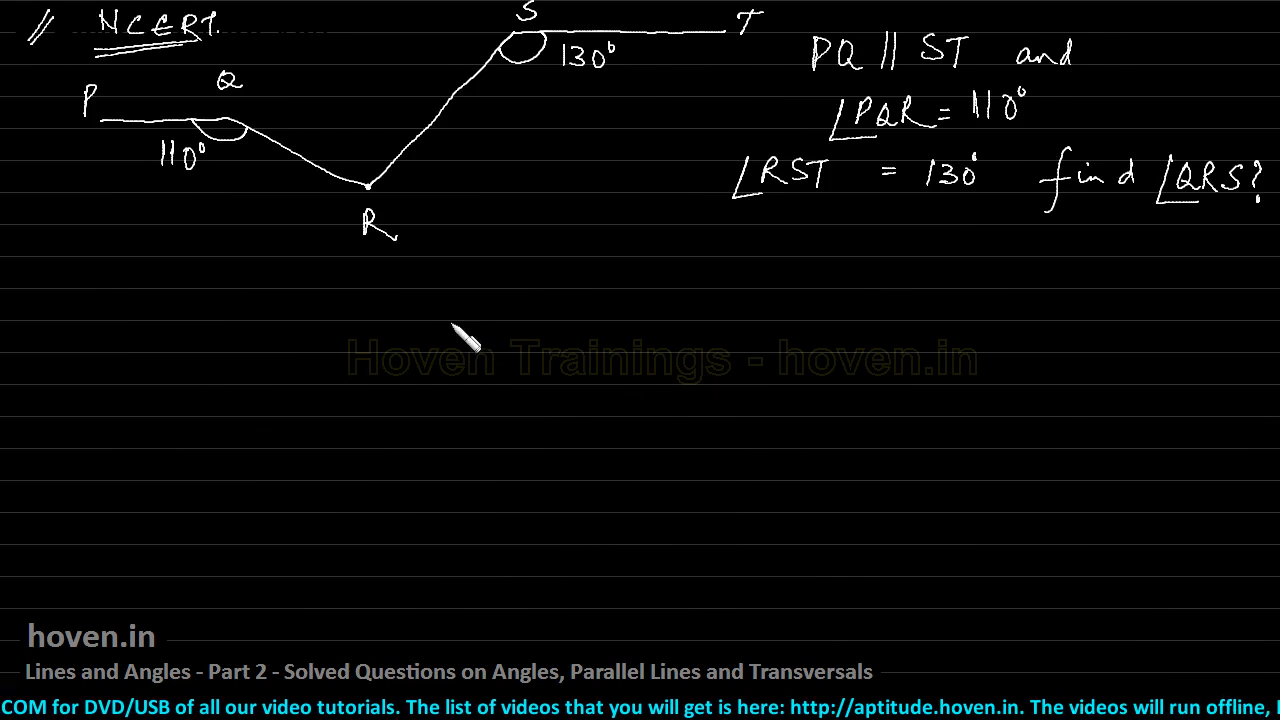 // NCERT.
S
T
130°
Q
P
110°
R
PQ || ST and
∠PQR = 110°
∠RST = 130° find ∠QRS?
Hoven Trainings - hoven.in
hoven.in
Lines and Angles - Part 2 - Solved Questions on Angles, Parallel Lines and Transversals
COM for DVD/USB of all our video tutorials. The list of videos that you will get is here: http://aptitude.hoven.in. The videos will run offline,